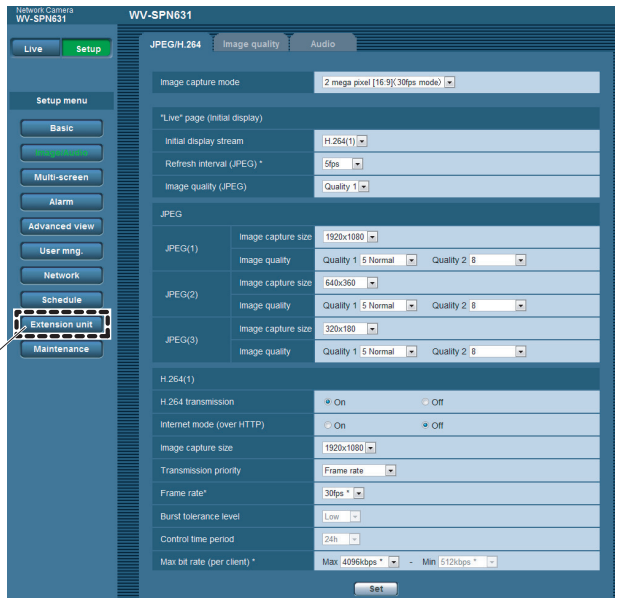 Network Camera
WV-SPN631
WV-SPN631
Live Setup
JPEG/H.264 Image quality Audio
Setup menu
Basic
Image/Audio
Multi-screen
Alarm
Advanced view
User mng.
Network
Schedule
Extension unit
Maintenance
Image capture mode 2 mega pixel [16:9](30fps mode)
"Live" page (Initial display)
Initial display stream H.264(1)
Refresh interval (JPEG) * 5fps
Image quality (JPEG) Quality 1
JPEG
JPEG(1) Image capture size 1920x1080
Image quality Quality 1 5 Normal Quality 2 8
JPEG(2) Image capture size 640x360
Image quality Quality 1 5 Normal Quality 2 8
JPEG(3) Image capture size 320x180
Image quality Quality 1 5 Normal Quality 2 8
H.264(1)
H.264 transmission On Off
Internet mode (over HTTP) On Off
Image capture size 1920x1080
Transmission priority Frame rate
Frame rate* 30fps *
Burst tolerance level Low
Control time period 24h
Max bit rate (per client) * Max 4096kbps * - Min 512kbps *
Set